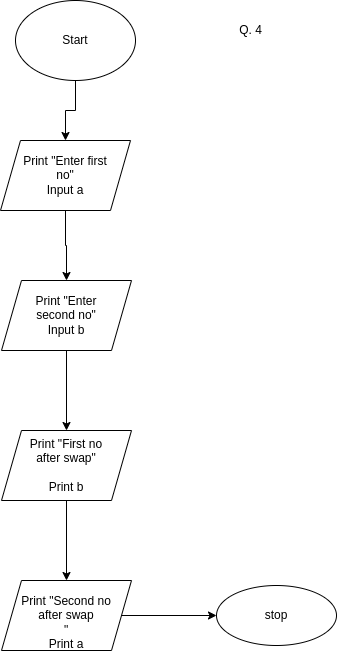 Start
Q. 4
Print "Enter first
no"
Input a
Print "Enter
second no"
Input b
Print "First no
after swap"
Print b
Print "Second no
after swap
"
Print a
stop